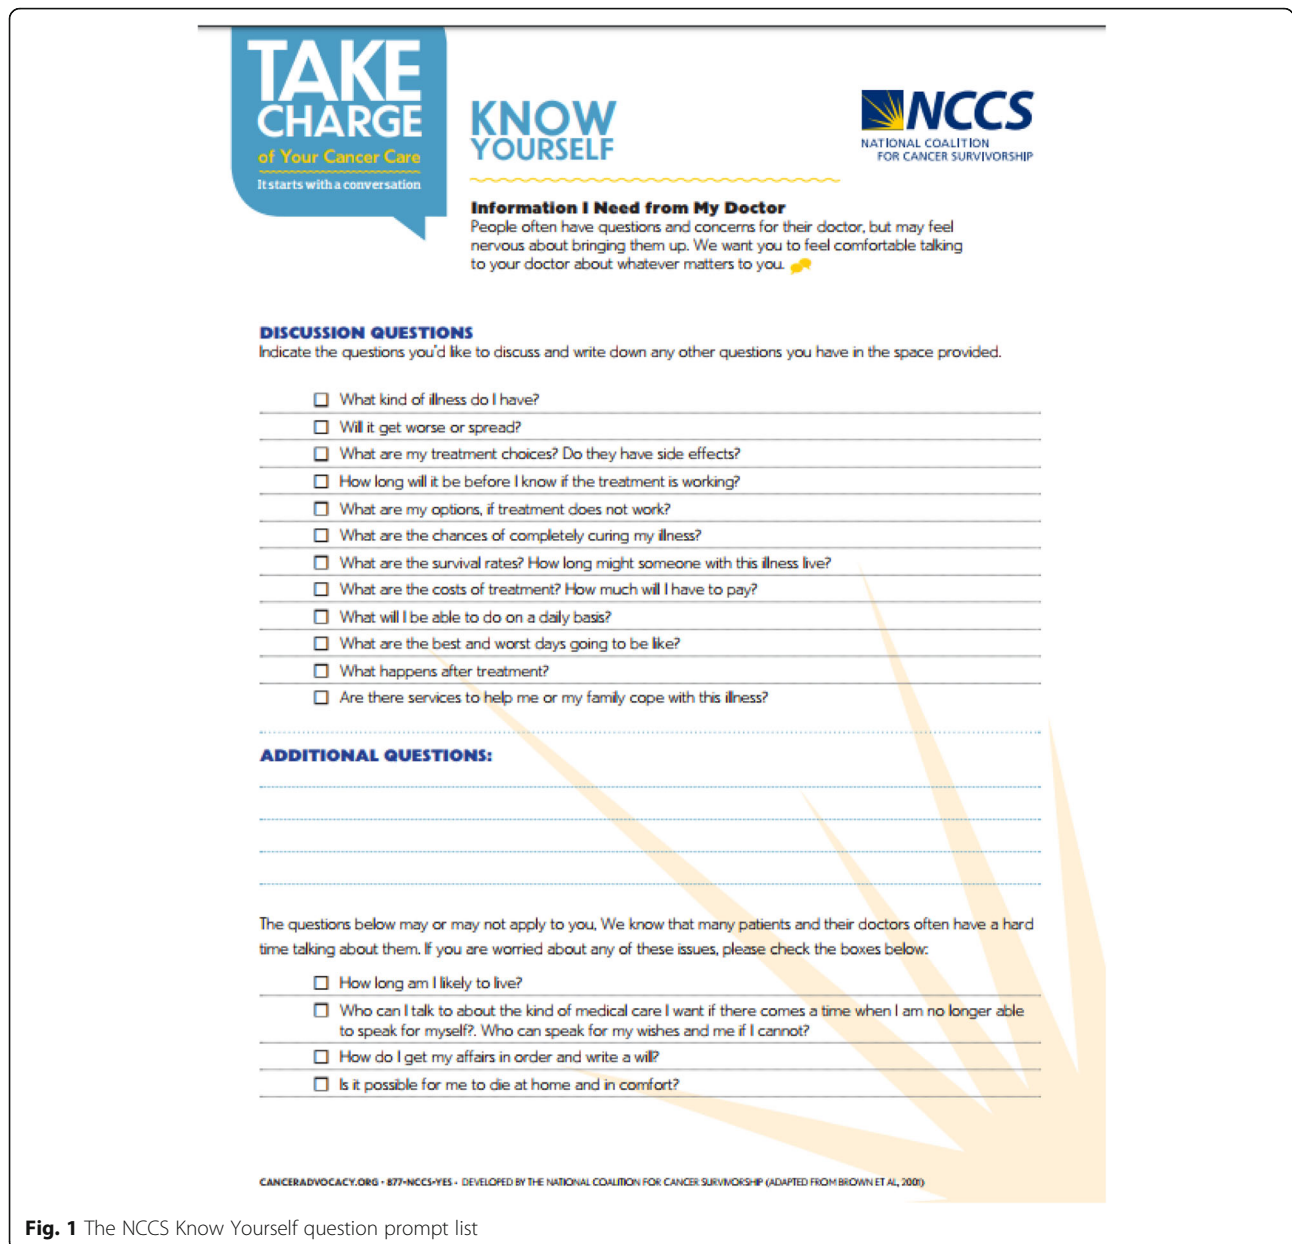 TAKE
CHARGE
of Your Cancer Care
It starts with a conversation
KNOW
YOURSELF
NCCS
NATIONAL COALITION
FOR CANCER SURVIVORSHIP
Information I Need from My Doctor
People often have questions and concerns for their doctor, but may feel
nervous about bringing them up. We want you to feel comfortable talking
to your doctor about whatever matters to you.
DISCUSSION QUESTIONS
Indicate the questions you'd like to discuss and write down any other questions you have in the space provided.
What kind of illness do I have?
Will it get worse or spread?
What are my treatment choices? Do they have side effects?
How long will it be before I know if the treatment is working?
What are my options, if treatment does not work?
What are the chances of completely curing my illness?
What are the survival rates? How long might someone with this illness live?
What are the costs of treatment? How much will I have to pay?
What will I be able to do on a daily basis?
What are the best and worst days going to be like?
What happens after treatment?
Are there services to help me or my family cope with this illness?
ADDITIONAL QUESTIONS:
The questions below may or may not apply to you, We know that many patients and their doctors often have a hard
time talking about them. If you are worried about any of these issues, please check the boxes below:
How long am I likely to live?
Who can I talk to about the kind of medical care I want if there comes a time when I am no longer able
to speak for myself?. Who can speak for my wishes and me if I cannot?
How do I get my affairs in order and write a will?
Is it possible for me to die at home and in comfort?
CANCERADVOCACY.ORG • 877-NCCS-YES • DEVELOPED BY THE NATIONAL COALITION FOR CANCER SURVIVORSHIP (ADAPTED FROM BROWN ET AL, 2001)
Fig. 1 The NCCS Know Yourself question prompt list